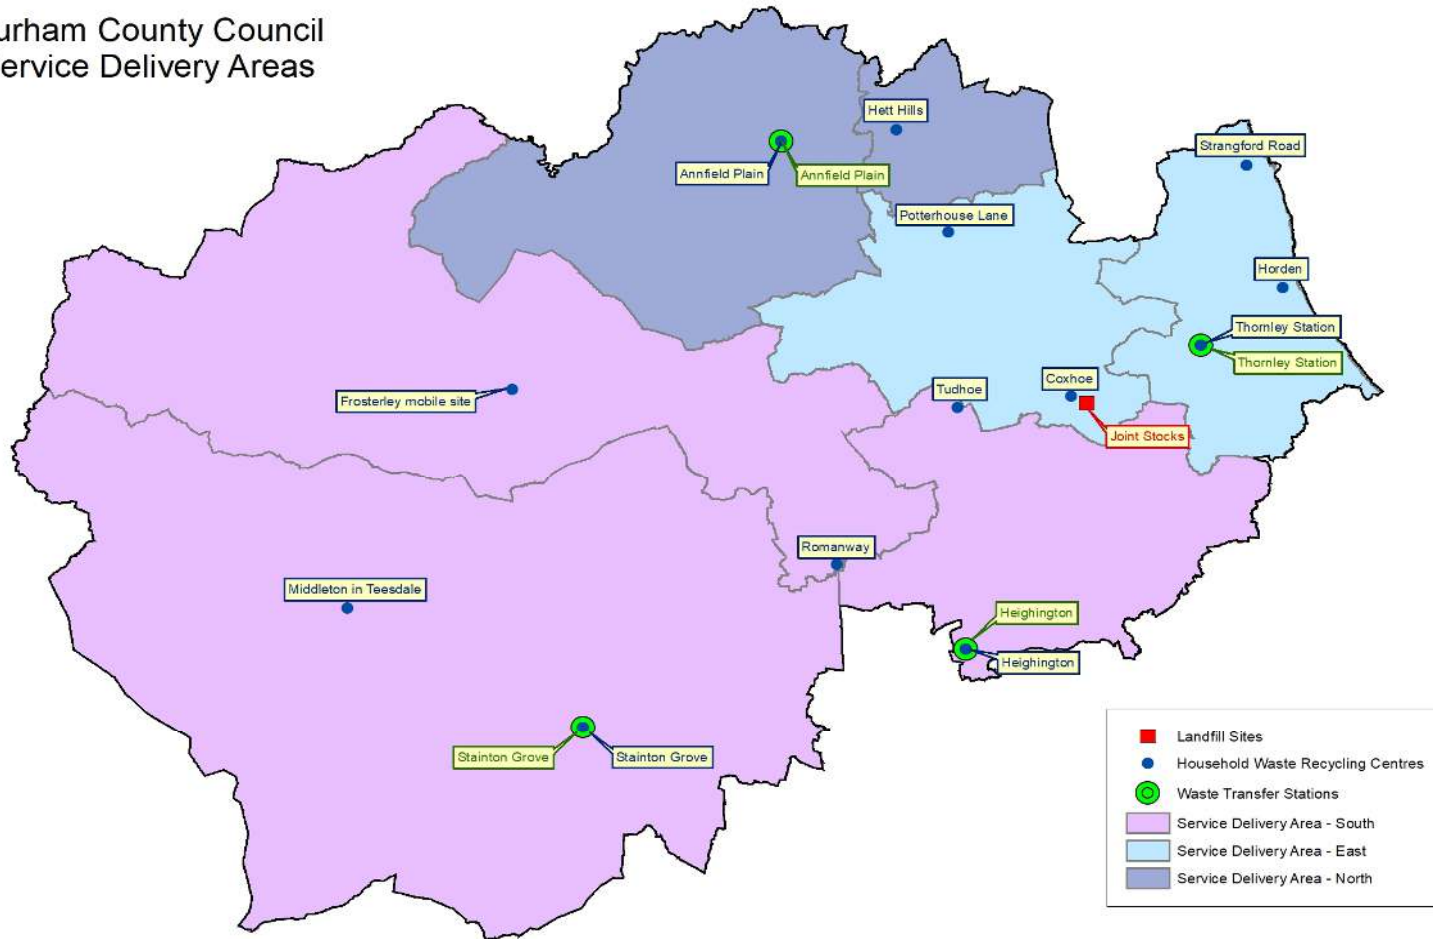 urham County Council
ervice Delivery Areas
Hett Hills
Strangford Road
Annfield Plain
Annfield Plain
Potterhouse Lane
Horden
Thornley Station
Thornley Station
Frosterley mobile site
Tudhoe
Coxhoe
Joint Stocks
Romanway
Middleton in Teesdale
Heighington
Heighington
Stainton Grove
Stainton Grove
Landfill Sites
Household Waste Recycling Centres
Waste Transfer Stations
Service Delivery Area - South
Service Delivery Area - East
Service Delivery Area - North